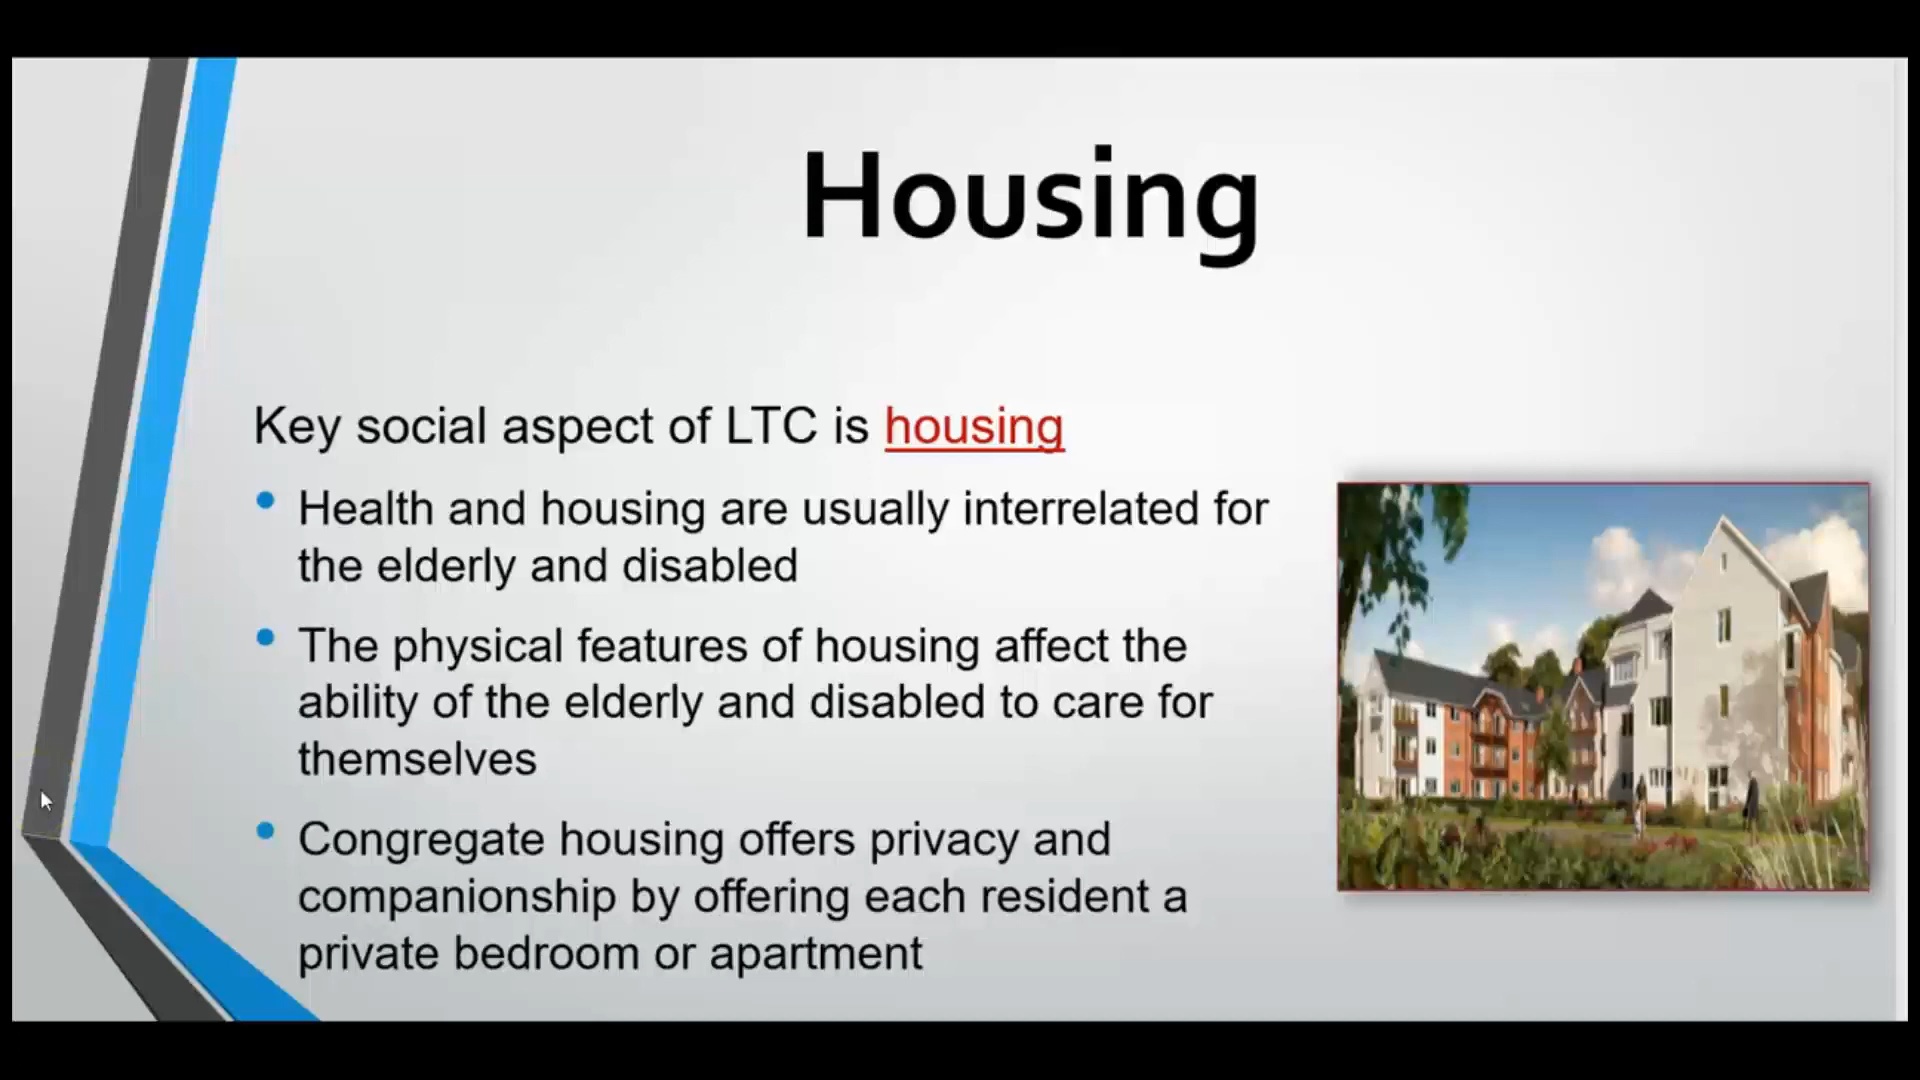 Housing
Key social aspect of LTC is housing
• Health and housing are usually interrelated for
the elderly and disabled
• The physical features of housing affect the
ability of the elderly and disabled to care for
themselves
• Congregate housing offers privacy and
companionship by offering each resident a
private bedroom or apartment